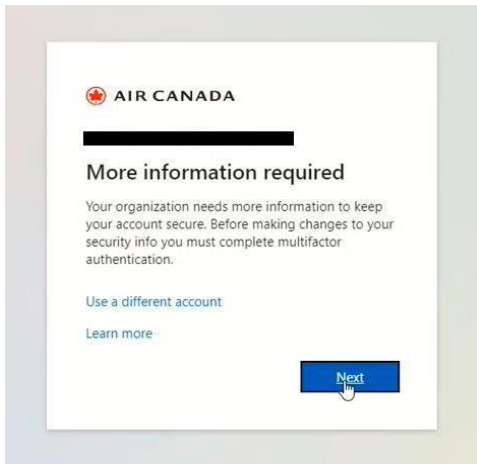 AIR CANADA
More information required
Your organization needs more information to keep
your account secure. Before making changes to your
security info you must complete multifactor
authentication.
Use a different account
Learn more
Next